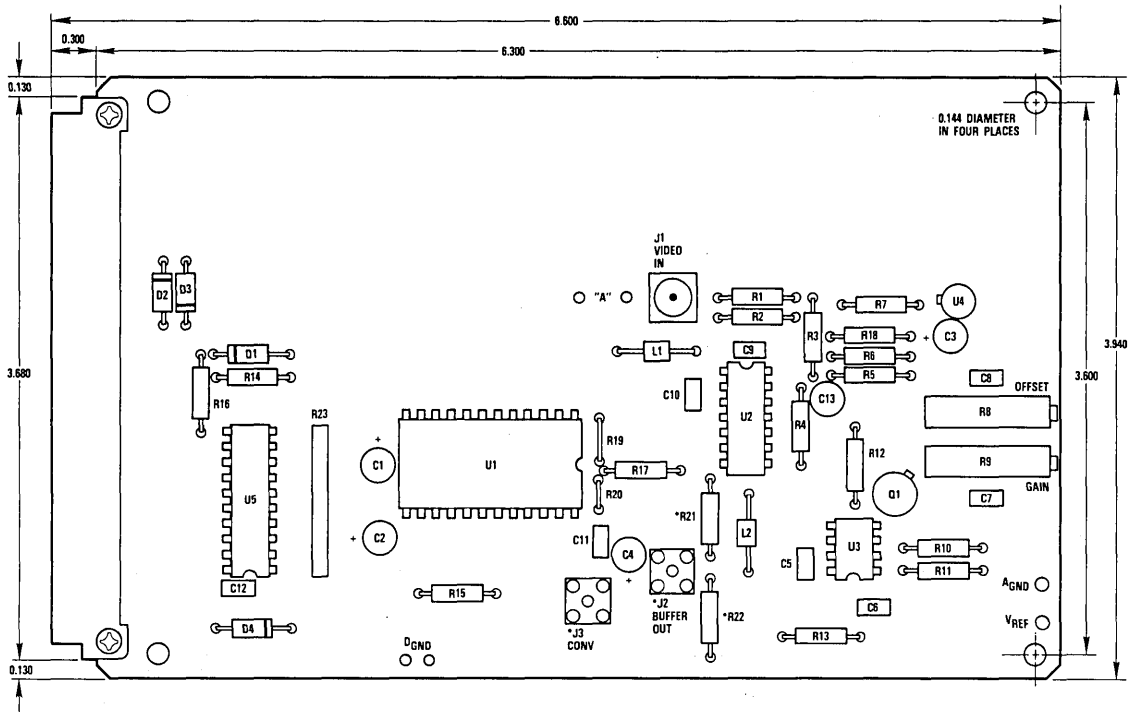 6.600
0.300
6.300
0.130
0.144 DIAMETER
IN FOUR PLACES
J1
VIDEO
IN
"A"
R1
R2
R3
R7
U4
C3
+
R18
R6
R5
D2
D3
D1
R14
R16
L1
C9
C10
U2
C13
R4
C8
OFFSET
R8
R9
GAIN
C7
3.680
3.940
3.600
R23
U5
C12
D4
+
C1
+
C2
U1
R19
R17
R20
R12
Q1
*R21
L2
C11
C4
+
U3
C5
R10
R11
C6
AGND
VREF
R15
*J3
CONV
*J2
BUFFER
OUT
*R22
R13
DGND
0.130